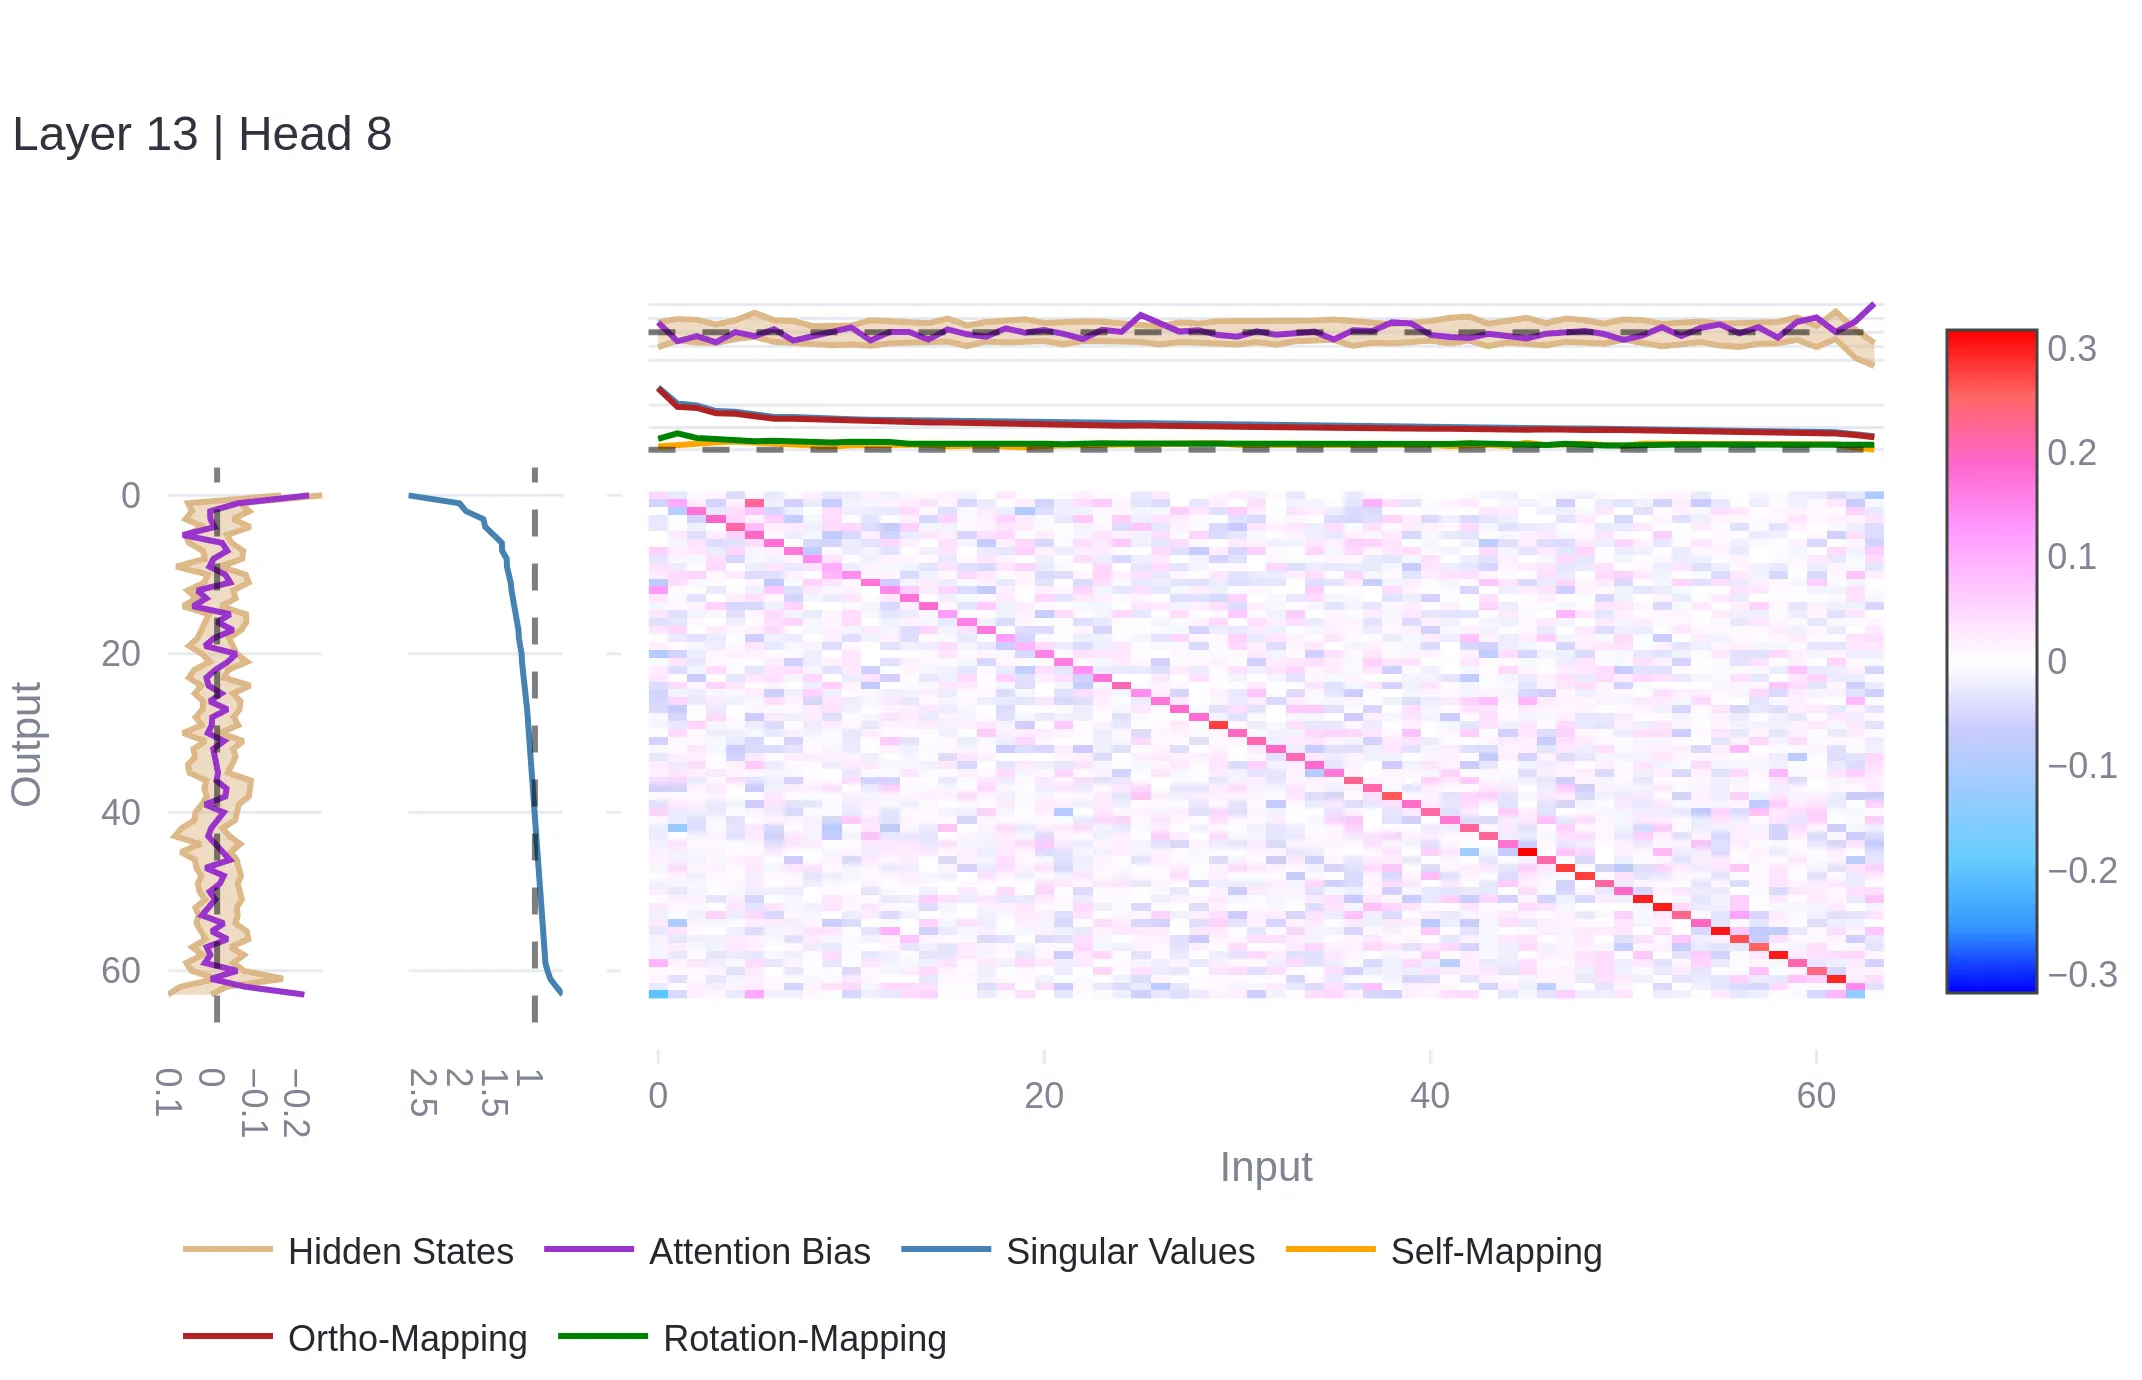 Layer 13 | Head 8
0
20
40
60
Output
0.1
0
−0.1
−0.2
2.5
2
1.5
1
0
20
40
60
Input
0.3
0.2
0.1
0
−0.1
−0.2
−0.3
Hidden States
Attention Bias
Singular Values
Self-Mapping
Ortho-Mapping
Rotation-Mapping